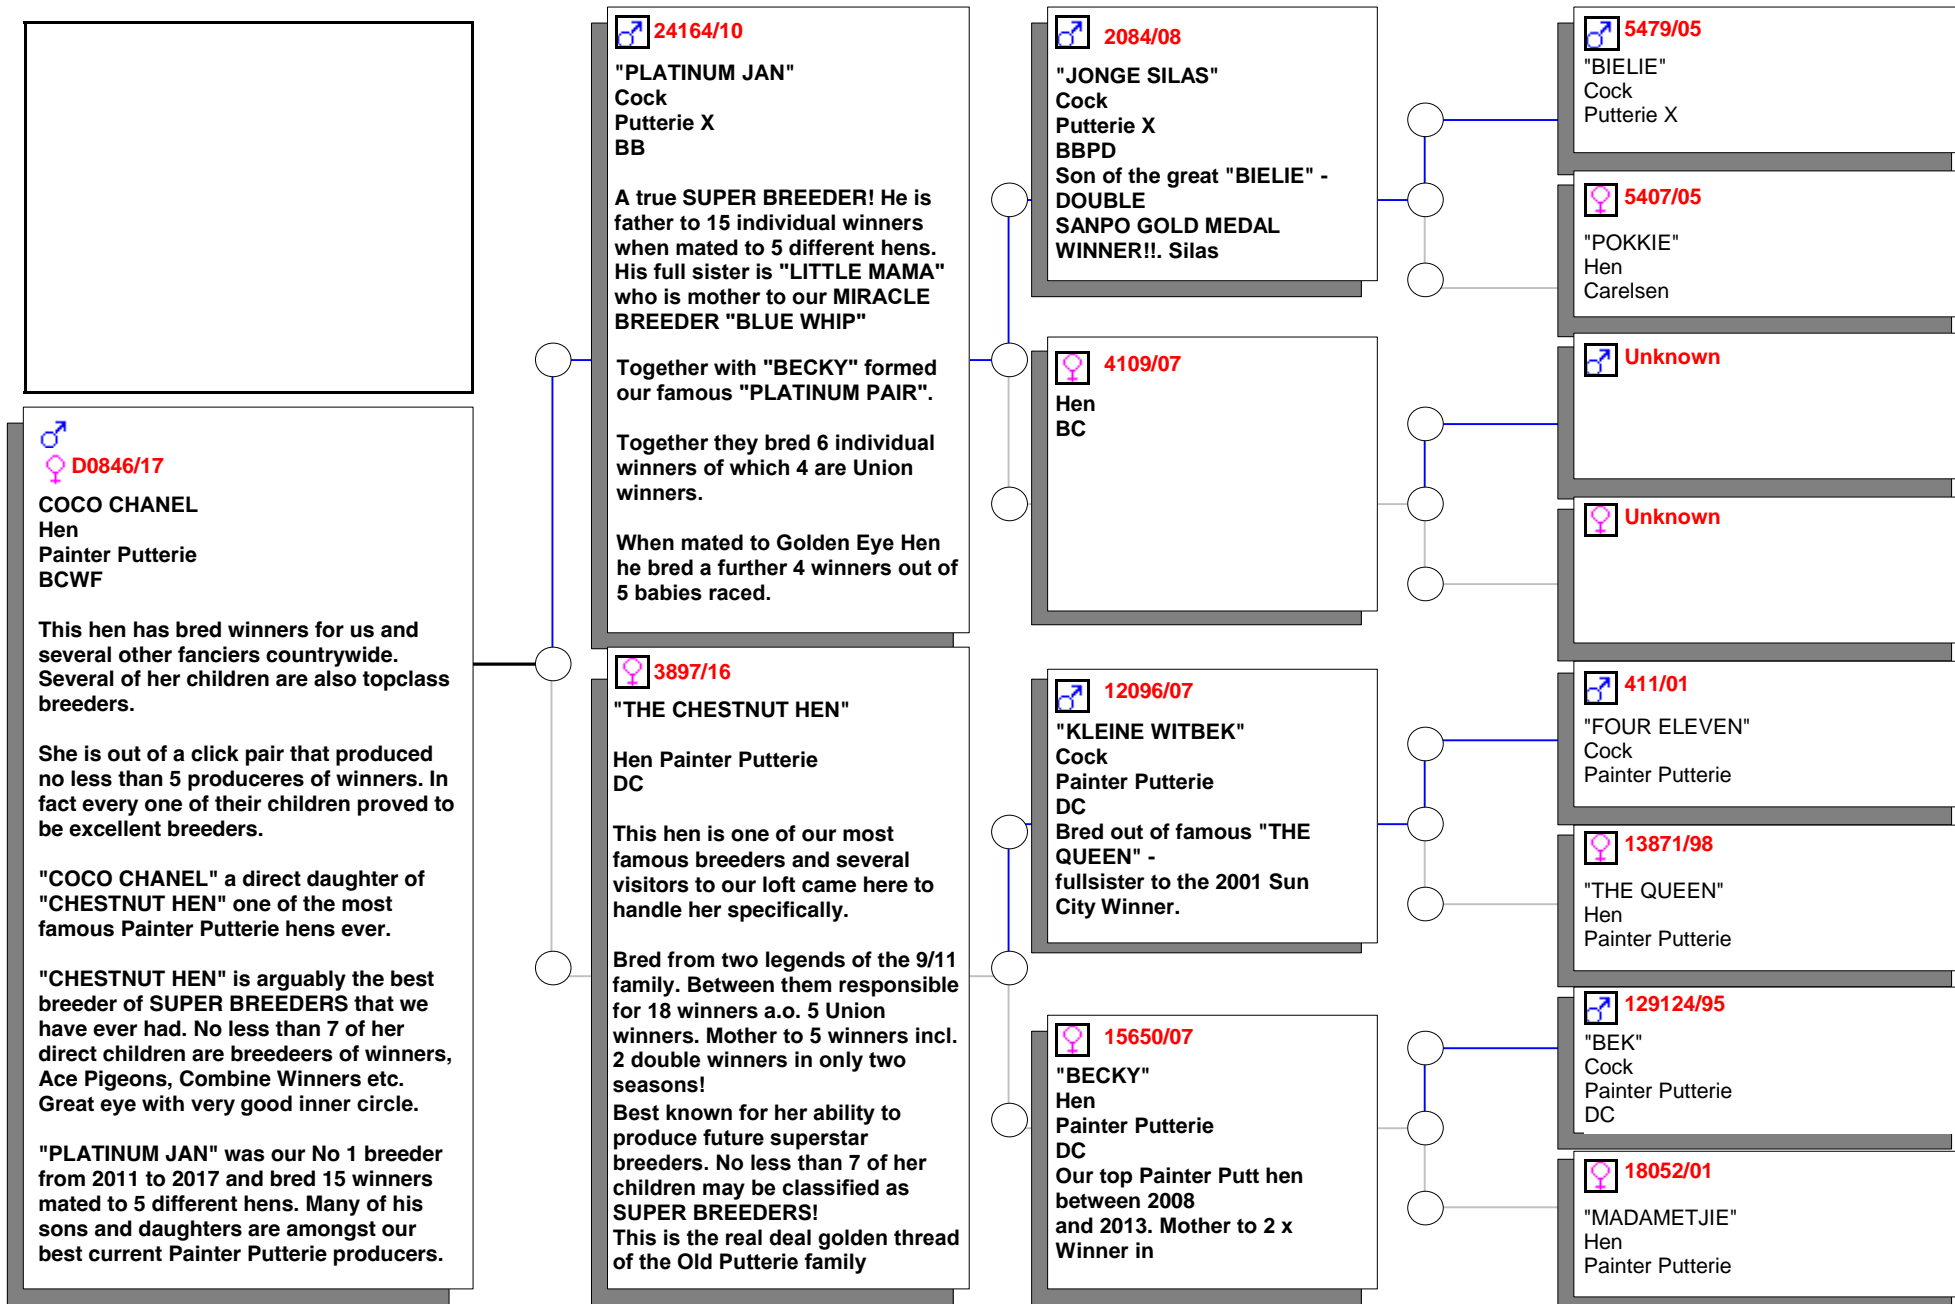 D0846/17
COCO CHANEL
Hen
Painter Putterie
BCWF
This hen has bred winners for us and
several other fanciers countrywide.
Several of her children are also topclass
breeders.
She is out of a click pair that produced
no less than 5 produceres of winners. In
fact every one of their children proved to
be excellent breeders.
"COCO CHANEL" a direct daughter of
"CHESTNUT HEN" one of the most
famous Painter Putterie hens ever.
"CHESTNUT HEN" is arguably the best
breeder of SUPER BREEDERS that we
have ever had. No less than 7 of her
direct children are breedeers of winners,
Ace Pigeons, Combine Winners etc.
Great eye with very good inner circle.
"PLATINUM JAN" was our No 1 breeder
from 2011 to 2017 and bred 15 winners
mated to 5 different hens. Many of his
sons and daughters are amongst our
best current Painter Putterie producers.
24164/10
"PLATINUM JAN"
Cock
Putterie X
BB
A true SUPER BREEDER! He is
father to 15 individual winners
when mated to 5 different hens.
His full sister is "LITTLE MAMA"
who is mother to our MIRACLE
BREEDER "BLUE WHIP"
Together with "BECKY" formed
our famous "PLATINUM PAIR".
Together they bred 6 individual
winners of which 4 are Union
winners.
When mated to Golden Eye Hen
he bred a further 4 winners out of
5 babies raced.
3897/16
"THE CHESTNUT HEN"
Hen Painter Putterie
DC
This hen is one of our most
famous breeders and several
visitors to our loft came here to
handle her specifically.
Bred from two legends of the 9/11
family. Between them responsible
for 18 winners a.o. 5 Union
winners. Mother to 5 winners incl.
2 double winners in only two
seasons!
Best known for her ability to
produce future superstar
breeders. No less than 7 of her
children may be classified as
SUPER BREEDERS!
This is the real deal golden thread
of the Old Putterie family
2084/08
"JONGE SILAS"
Cock
Putterie X
BBPD
Son of the great "BIELIE" -
DOUBLE
SANPO GOLD MEDAL
WINNER!!. Silas
4109/07
Hen
BC
12096/07
"KLEINE WITBEK"
Cock
Painter Putterie
DC
Bred out of famous "THE
QUEEN" -
fullsister to the 2001 Sun
City Winner.
15650/07
"BECKY"
Hen
Painter Putterie
DC
Our top Painter Putt hen
between 2008
and 2013. Mother to 2 x
Winner in
5479/05
"BIELIE"
Cock
Putterie X
5407/05
"POKKIE"
Hen
Carelsen
Unknown
Unknown
411/01
"FOUR ELEVEN"
Cock
Painter Putterie
13871/98
"THE QUEEN"
Hen
Painter Putterie
129124/95
"BEK"
Cock
Painter Putterie
DC
18052/01
"MADAMETJIE"
Hen
Painter Putterie